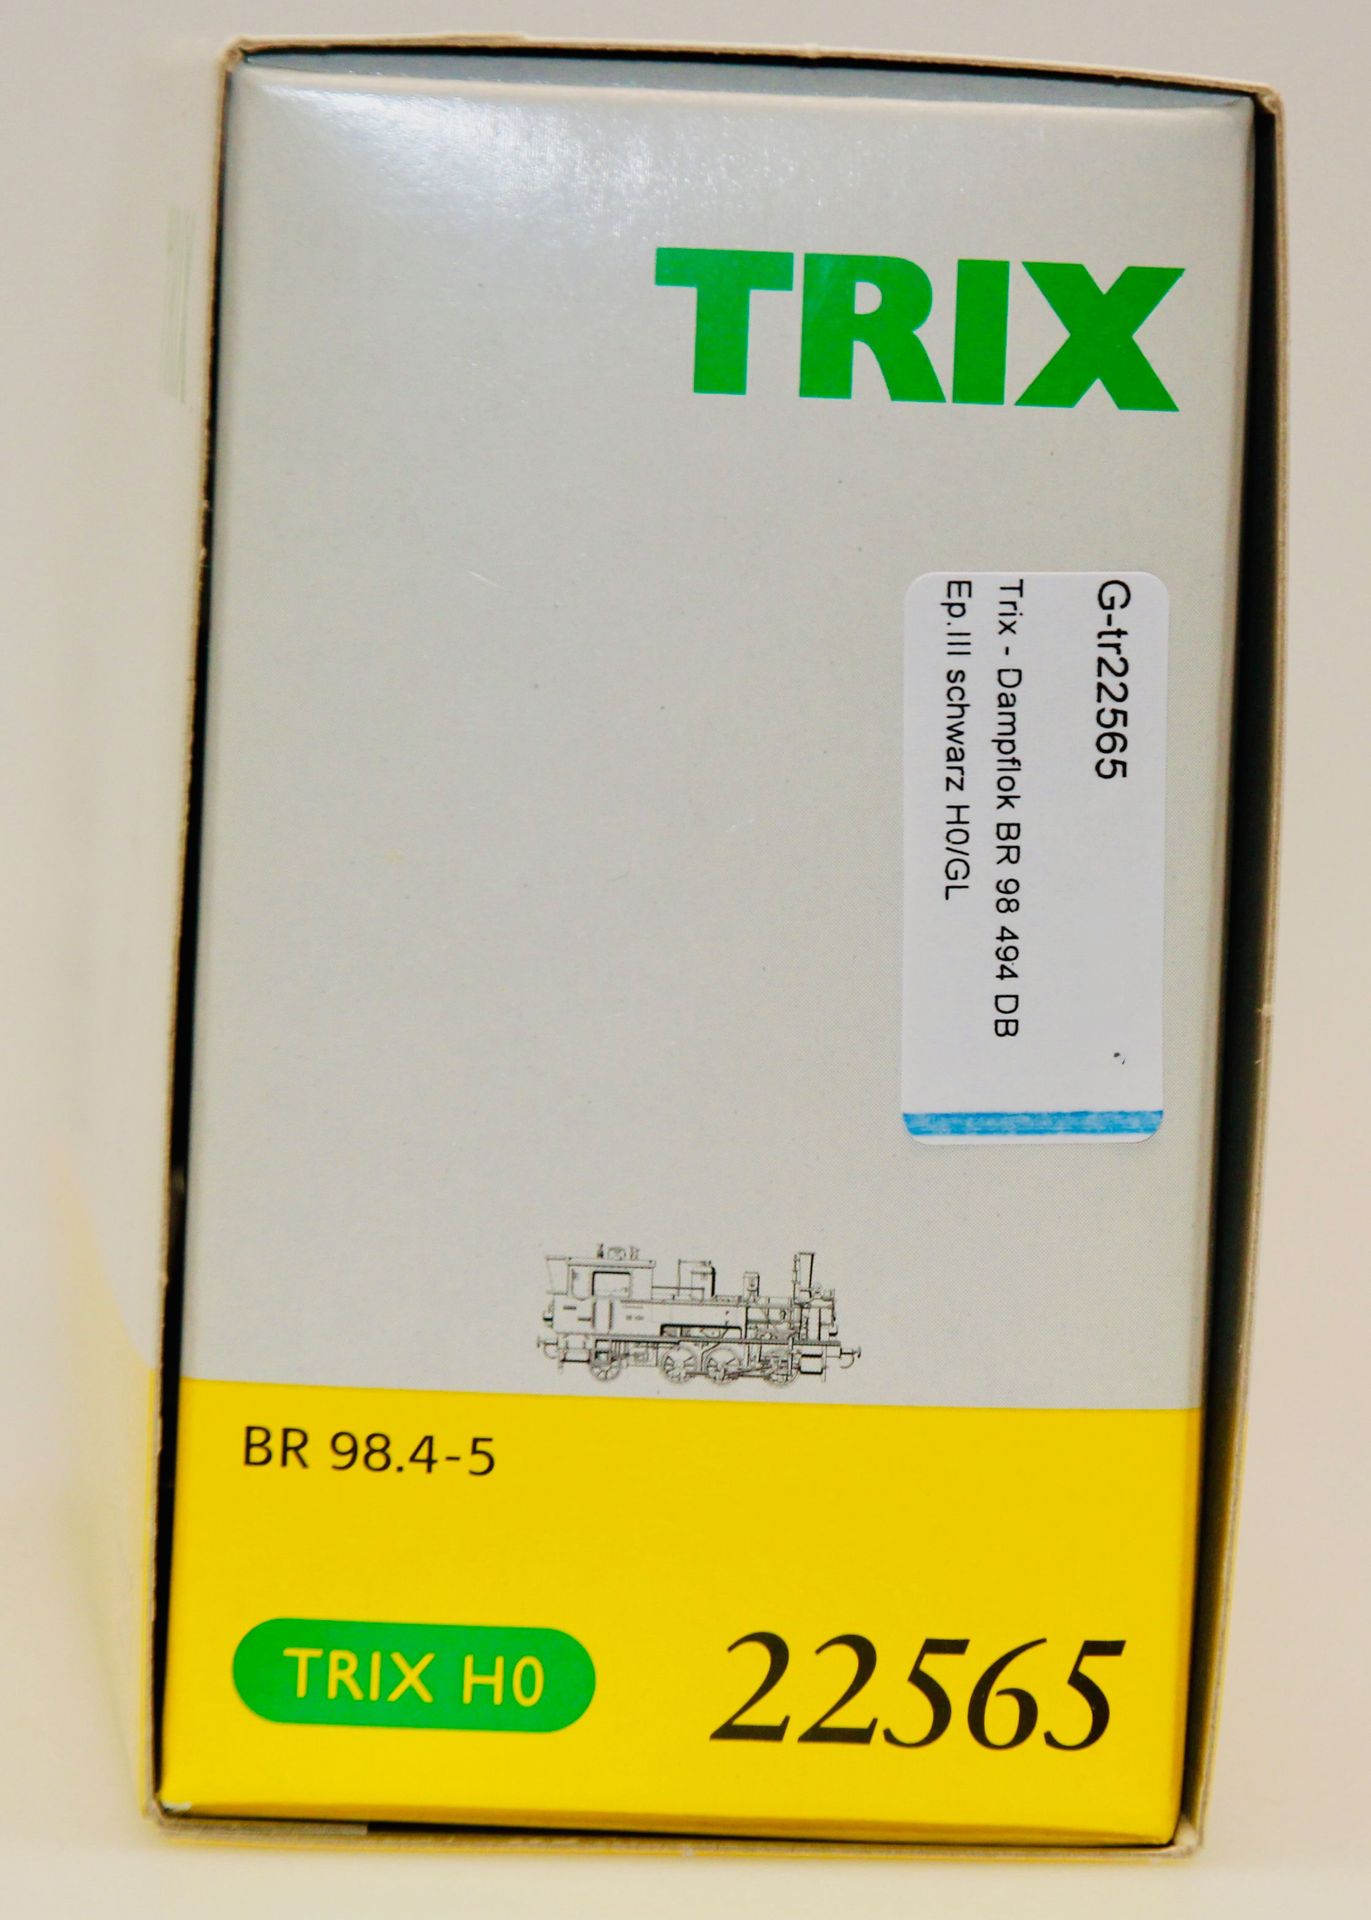 TRIX
G-tr22565
Trix - Dampflok BR 98 494 DB
Ep.III schwarz H0/GL
BR 98.4-5
TRIX H0
22565